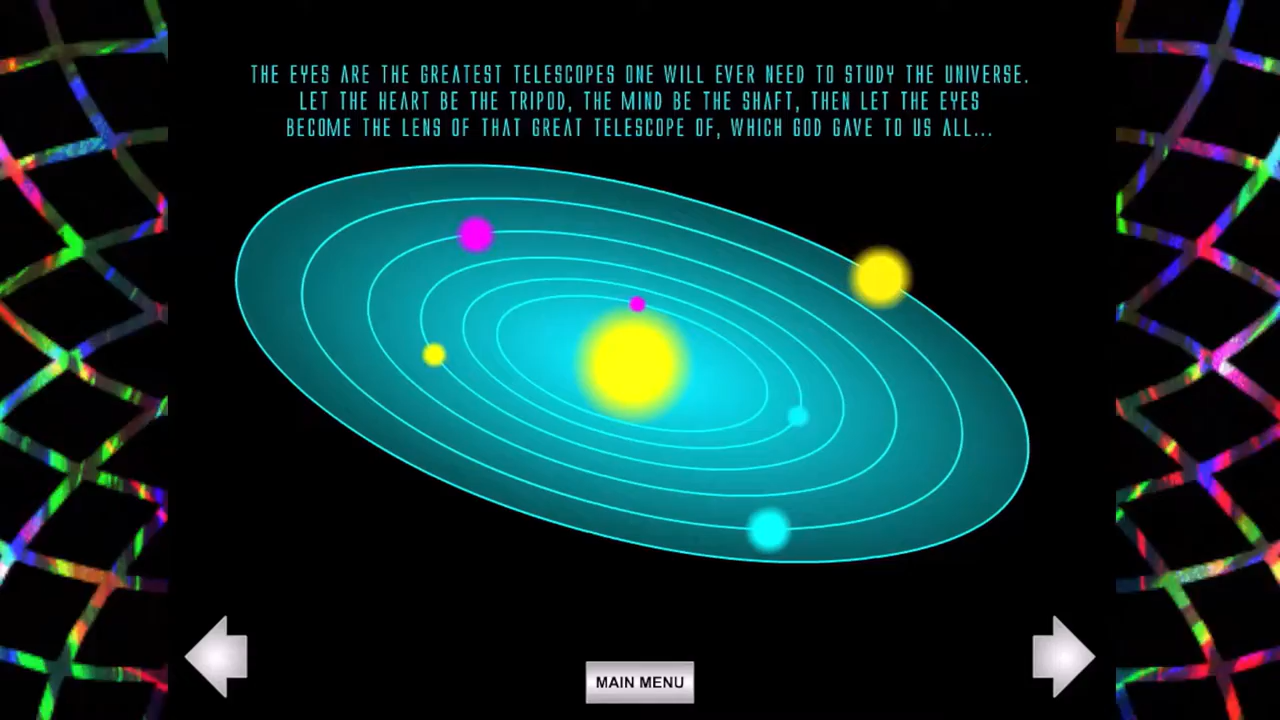 THE EYES ARE THE GREATEST TELESCOPES ONE WILL EVER NEED TO STUDY THE UNIVERSE.
LET THE HEART BE THE TRIPOD, THE MIND BE THE SHAFT, THEN LET THE EYES
BECOME THE LENS OF THAT GREAT TELESCOPE OF, WHICH GOD GAVE TO US ALL...
MAIN MENU